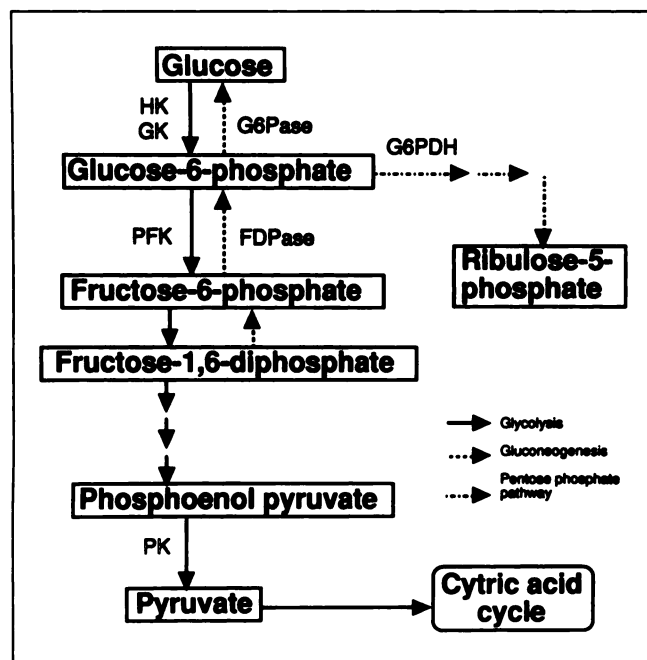 Glucose
HK
GK
G6Pase
Glucose-6-phosphate
G6PDH
PFK
FDPase
Ribulose-5-
phosphate
Fructose-6-phosphate
Fructose-1,6-diphosphate
Glycolysis
Gluconeogenesis
Pentose phosphate
pathway
Phosphoenol pyruvate
PK
Pyruvate
Cytric acid
cycle